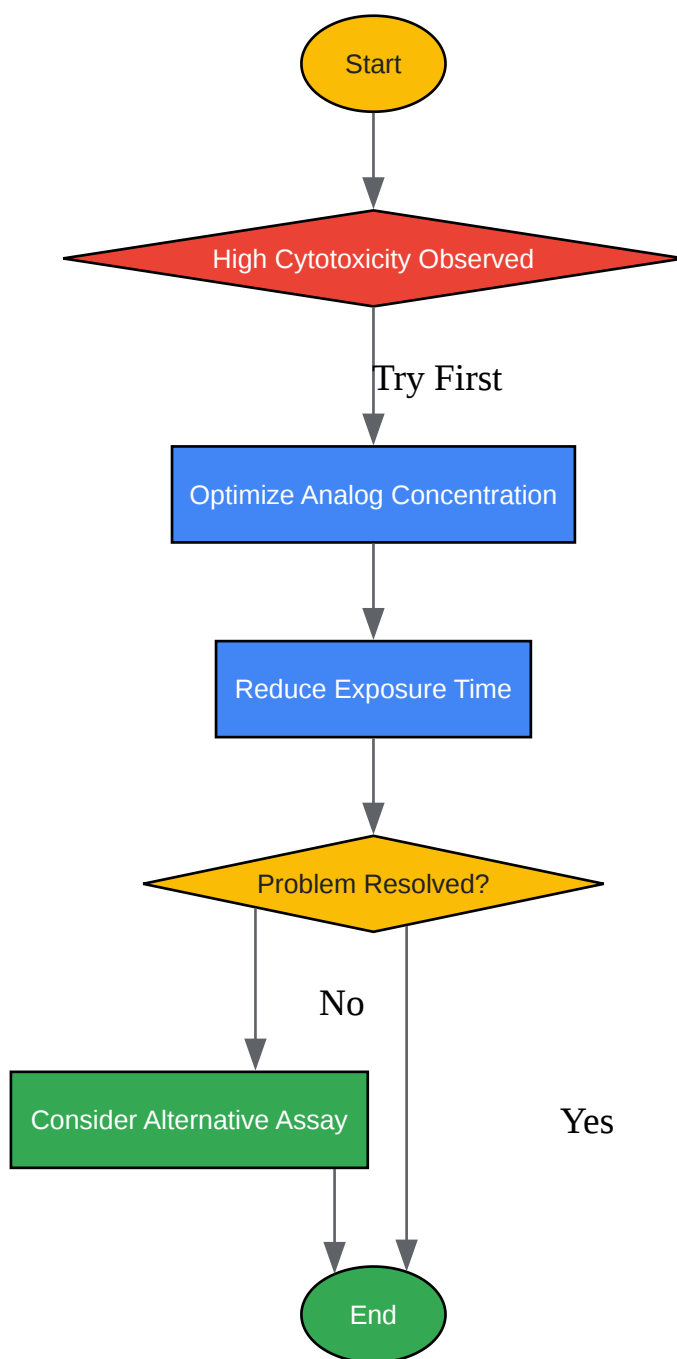 Start
High Cytotoxicity Observed
Try First
Optimize Analog Concentration
Reduce Exposure Time
Problem Resolved?
No
Consider Alternative Assay
Yes
End